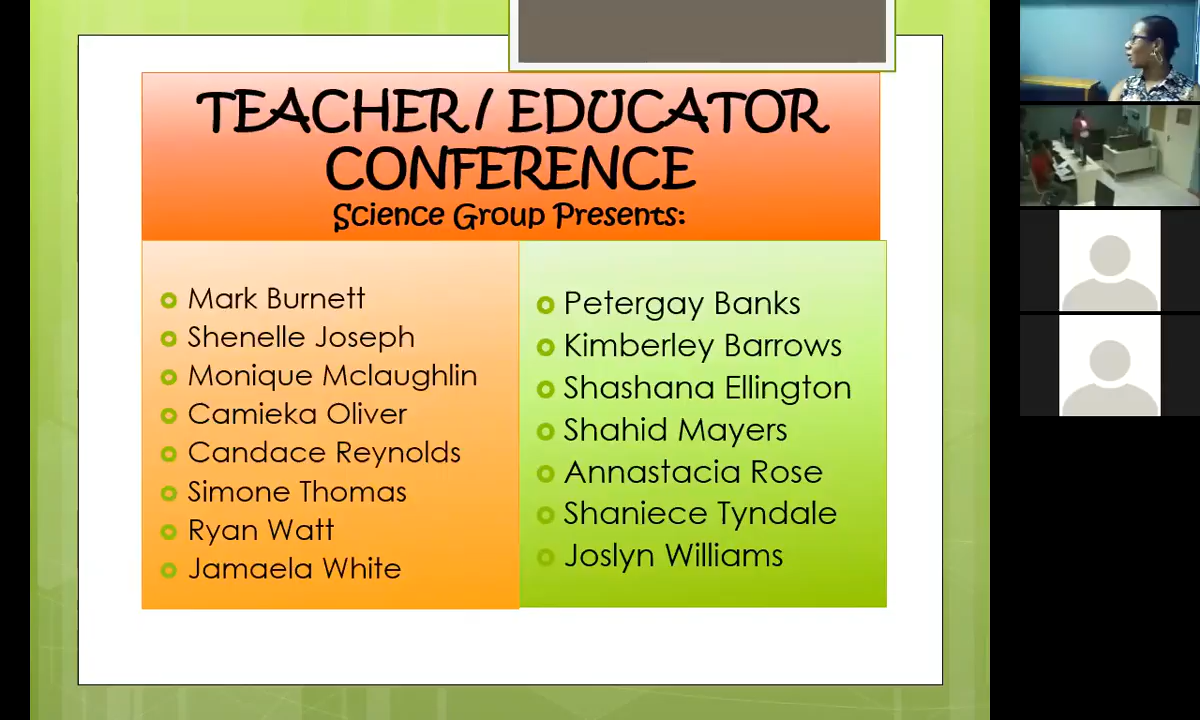 TEACHER/ EDUCATOR
CONFERENCE
Science Group Presents:
Mark Burnett
Shenelle Joseph
Monique Mclaughlin
Camieka Oliver
Candace Reynolds
Simone Thomas
Ryan Watt
Jamaela White
Petergay Banks
Kimberley Barrows
Shashana Ellington
Shahid Mayers
Annastacia Rose
Shaniece Tyndale
Joslyn Williams